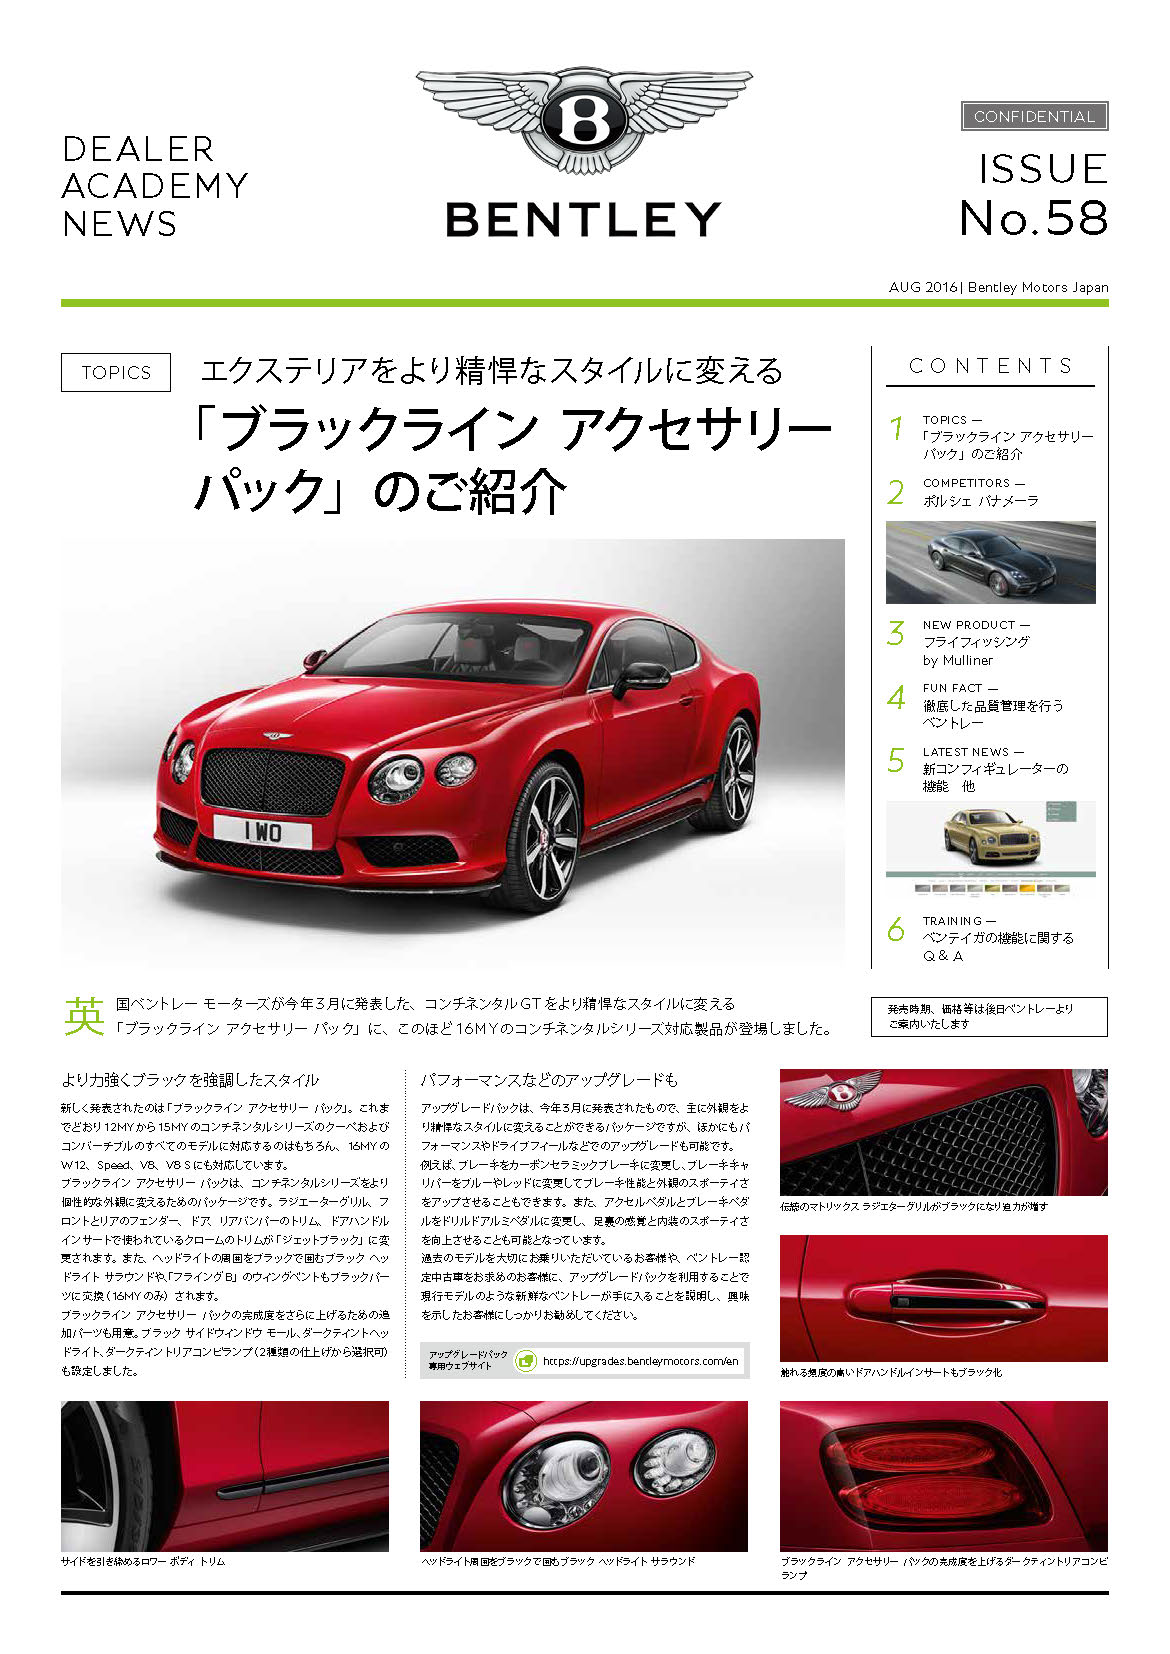 DEALER
ACADEMY
NEWS
B
BENTLEY
CONFIDENTIAL
ISSUE
No.58
AUG 2016 | Bentley Motors Japan
TOPICS
エクステリアをより精悍なスタイルに変える
「ブラックライン アクセサリー
パック」のご紹介
1 WO
CONTENTS
1 TOPICS —
「ブラックライン アクセサリー
パック」のご紹介
2 COMPETITORS —
ポルシェ パナメーラ
3 NEW PRODUCT —
フライフィッシング
by Mulliner
4 FUN FACT —
徹底した品質管理を行う
ベントレー
5 LATEST NEWS —
新コンフィギュレーターの
機能　他
6 TRAINING —
ベンテイガの機能に関する
Q & A
英国ベントレー モーターズが今年3月に発表した、コンチネンタルGTをより精悍なスタイルに変える
「ブラックライン アクセサリー パック」に、このほど16MYのコンチネンタルシリーズ対応製品が登場しました。
発売時期、価格等は後日ベントレーより
ご案内いたします
より力強くブラックを強調したスタイル
新しく発表されたのは「ブラックライン アクセサリー パック」。これま
でどおり12MYから15MYのコンチネンタルシリーズのクーペおよび
コンバーチブルのすべてのモデルに対応するのはもちろん、16MYの
W12、Speed、V8、V8 Sにも対応しています。
ブラックライン アクセサリー パックは、コンチネンタルシリーズをより
個性的な外観に変えるためのパッケージです。ラジエーターグリル、フ
ロントとリアのフェンダー、ドア、リアバンパーのトリム、ドアハンドル
インサートで使われているクロームのトリムが「ジェットブラック」に変
更されます。また、ヘッドライトの周囲をブラックで囲むブラック ヘッ
ドライト サラウンドや、「フライングB」のウィングベントもブラックパー
ツに交換（16MYのみ）されます。
ブラックライン アクセサリー パックの完成度をさらに上げるための追
加パーツも用意。ブラック サイドウィンドウ モール、ダークティントヘッ
ドライト、ダークティントリアコンビランプ（2種類の仕上げから選択可）
も設定しました。
パフォーマンスなどのアップグレードも
アップグレードパックは、今年3月に発表されたもので、主に外観をよ
り精悍なスタイルに変えることができるパッケージですが、ほかにもパ
フォーマンスやドライブフィールなどでのアップグレードも可能です。
例えば、ブレーキをカーボンセラミックブレーキに変更し、ブレーキキャ
リパーをブルーやレッドに変更してブレーキ性能と外観のスポーティさ
をアップさせることもできます。また、アクセルペダルとブレーキペダ
ルをドリルドアルミペダルに変更し、足裏の感覚と内装のスポーティさ
を向上させることも可能となっています。
過去のモデルを大切にお乗りいただいているお客様や、ベントレー認
定中古車をお求めのお客様に、アップグレードパックを利用することで
現行モデルのような新鮮なベントレーが手に入ることを説明し、興味
を示したお客様にしっかりお勧めしてください。
アップグレードパック
専用ウェブサイト
https://upgrades.bentleymotors.com/en
伝統のマトリックス ラジエターグリルがブラックになり迫力が増す
触れる頻度の高いドアハンドルインサートもブラック化
サイドを引き締めるロワー ボディ トリム
ヘッドライト周囲をブラックで囲むブラック ヘッドライト サラウンド
ブラックライン アクセサリー パックの完成度を上げるダークティントリアコンビ
ランプ